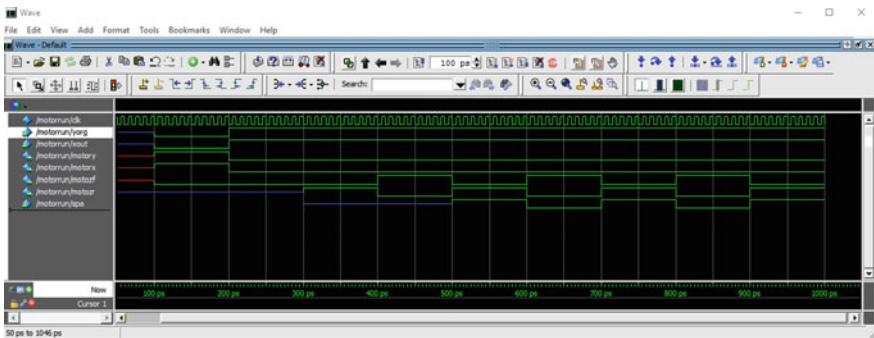 Wave
File Edit View Add Format Tools Bookmarks Window Help
Wave - Default
100 ps
Search:
/motorrun/clk
/motorrun/yorg
/motorrun/xout
/motorrun/motory
/motorrun/motorx
/motorrun/motozf
/motorrun/motozr
/motorrun/spa
Now
100 ps 200 ps 300 ps 400 ps 500 ps 600 ps 700 ps 800 ps 900 ps 1000 ps
Cursor 1
50 ps to 1046 ps